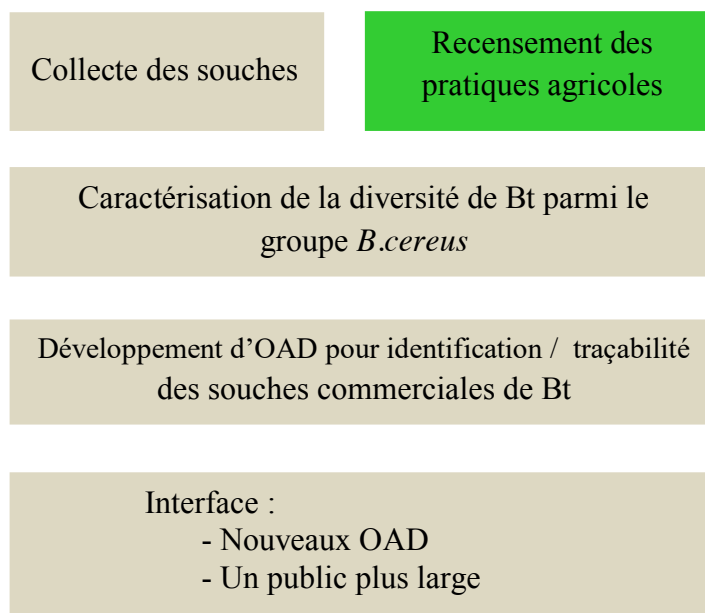 Collecte des souches
Recensement des
pratiques agricoles
Caractérisation de la diversité de Bt parmi le
groupe B.cereus
Développement d’OAD pour identification / traçabilité
des souches commerciales de Bt
Interface :
- Nouveaux OAD
- Un public plus large